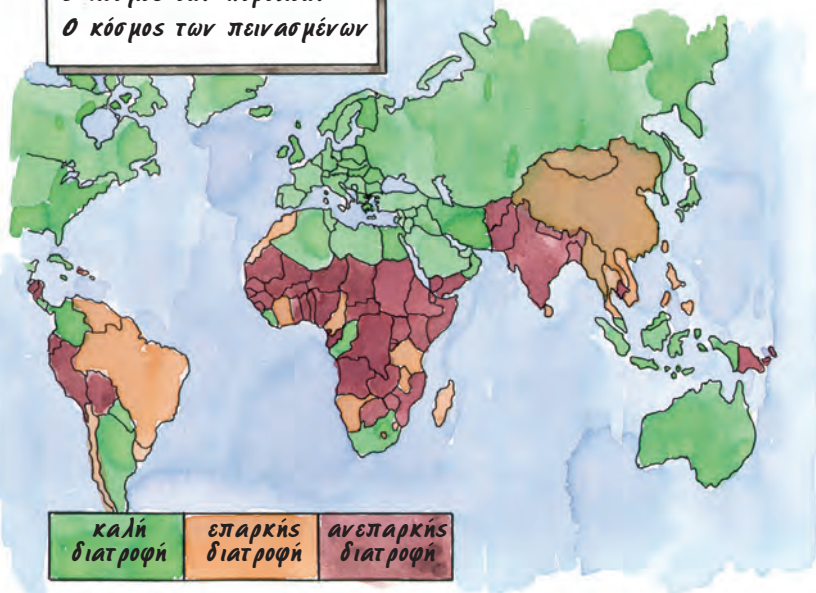 Ο κόσμος των πεινασμένων
καλή
διατροφή
επαρκής
διατροφή
ανεπαρκής
διατροφή